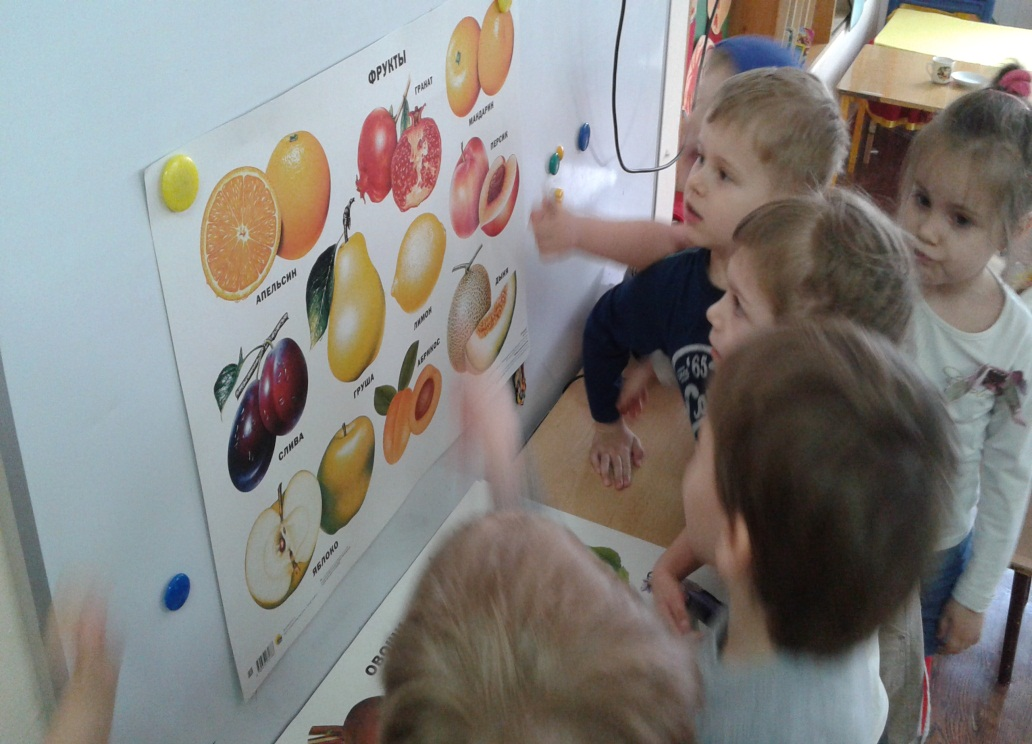 ФРУКТЫ
ГРАНАТ
МАНДАРИН
ПЕРСИК
АПЕЛЬСИН
ЛИМОН
ДЫНЯ
ГРУША
АБРИКОС
СЛИВА
ЯБЛОКО
ОВО
'65